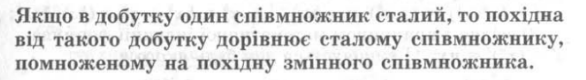 Якщо в добутку один співмножник сталий, то похідна
від такого добутку дорівнює сталому співмножнику,
помноженому на похідну змінного співмножника.